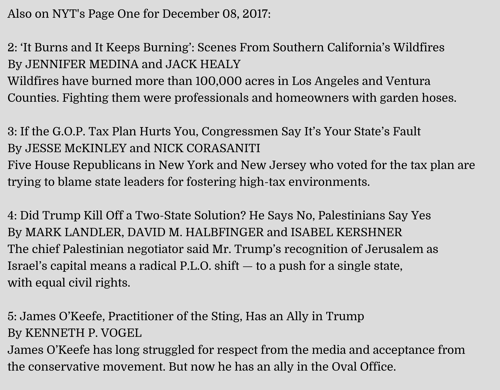 Also on NYT's Page One for December 08, 2017:
2: ‘It Burns and It Keeps Burning’: Scenes From Southern California’s Wildfires
By JENNIFER MEDINA and JACK HEALY
Wildfires have burned more than 100,000 acres in Los Angeles and Ventura
Counties. Fighting them were professionals and homeowners with garden hoses.
3: If the G.O.P. Tax Plan Hurts You, Congressmen Say It’s Your State’s Fault
By JESSE McKINLEY and NICK CORASANITI
Five House Republicans in New York and New Jersey who voted for the tax plan are
trying to blame state leaders for fostering high-tax environments.
4: Did Trump Kill Off a Two-State Solution? He Says No, Palestinians Say Yes
By MARK LANDLER, DAVID M. HALBFINGER and ISABEL KERSHNER
The chief Palestinian negotiator said Mr. Trump’s recognition of Jerusalem as
Israel’s capital means a radical P.L.O. shift — to a push for a single state,
with equal civil rights.
5: James O’Keefe, Practitioner of the Sting, Has an Ally in Trump
By KENNETH P. VOGEL
James O’Keefe has long struggled for respect from the media and acceptance from
the conservative movement. But now he has an ally in the Oval Office.